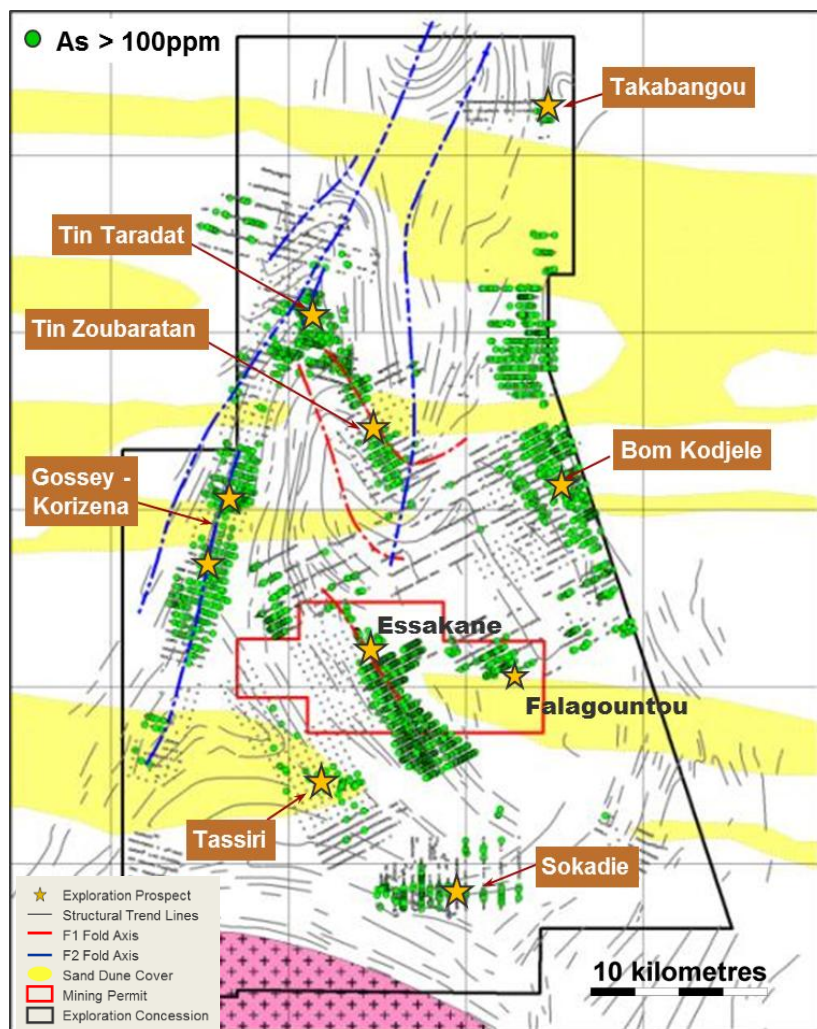 As > 100ppm
Takabangou
Tin Taradat
Tin Zoubaratan
Bom Kodjele
Gossey -
Korizena
Essakane
Falagountou
Tassiri
Sokadie
Exploration Prospect
Structural Trend Lines
F1 Fold Axis
F2 Fold Axis
Sand Dune Cover
Mining Permit
Exploration Concession
10 kilometres